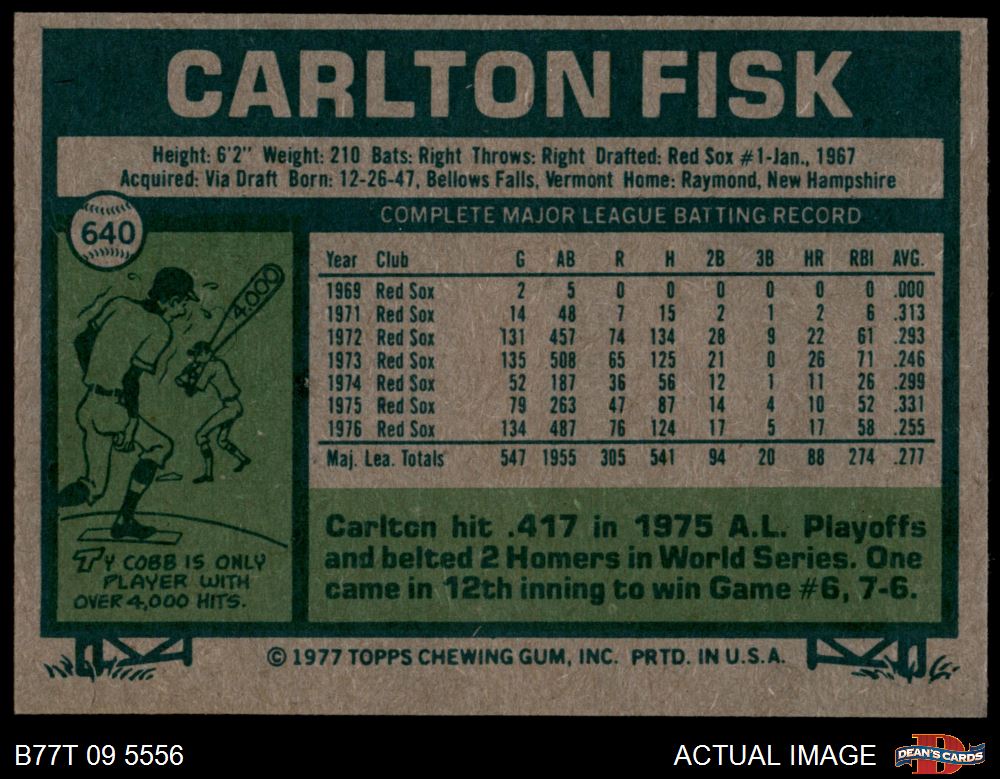 CARLTON FISK
Height: 6'2" Weight: 210 Bats: Right Throws: Right Drafted: Red Sox #1-Jan., 1967
Acquired: Via Draft Born: 12-26-47, Bellows Falls, Vermont Home: Raymond, New Hampshire
640
COMPLETE MAJOR LEAGUE BATTING RECORD
Year Club G AB R H 2B 3B HR RBI AVG.
1969 Red Sox 2 5 0 0 0 0 0 0 .000
1971 Red Sox 14 48 7 15 2 1 2 6 .313
1972 Red Sox 131 457 74 134 28 9 22 61 .293
1973 Red Sox 135 508 65 125 21 0 26 71 .246
1974 Red Sox 52 187 36 56 12 1 11 26 .299
1975 Red Sox 79 263 47 87 14 4 10 52 .331
1976 Red Sox 134 487 76 124 17 5 17 58 .255
Maj. Lea. Totals 547 1955 305 541 94 20 88 274 .277
4,000
TY COBB IS ONLY
PLAYER WITH
OVER 4,000 HITS.
Carlton hit .417 in 1975 A.L. Playoffs
and belted 2 Homers in World Series. One
came in 12th inning to win Game #6, 7-6.
© 1977 TOPPS CHEWING GUM, INC. PRTD. IN U.S.A.
B77T 09 5556
ACTUAL IMAGE
D
DEAN'S CARDS